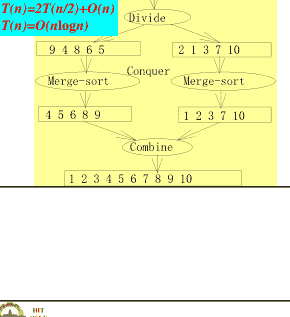 T(n)=2T(n/2)+O(n)
T(n)=O(nlogn)
Divide
9 4 8 6 5
2 1 3 7 10
Conquer
Merge-sort
Merge-sort
4 5 6 8 9
1 2 3 7 10
Combine
1 2 3 4 5 6 7 8 9 10
HIT